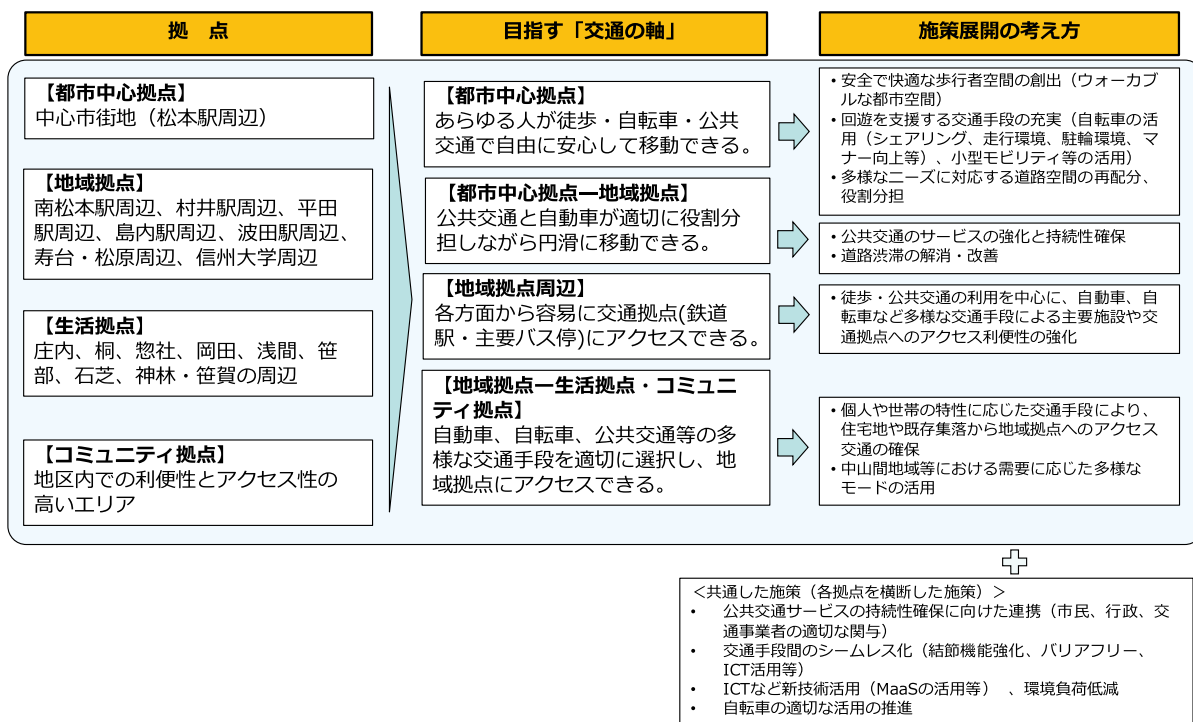 拠　点
【都市中心拠点】
中心市街地（松本駅周辺）
【地域拠点】
南松本駅周辺、村井駅周辺、平田
駅周辺、島内駅周辺、波田駅周辺、
寿台・松原周辺、信州大学周辺
【生活拠点】
庄内、桐、惣社、岡田、浅間、笹
部、石芝、神林・笹賀の周辺
【コミュニティ拠点】
地区内での利便性とアクセス性の
高いエリア
目指す「交通の軸」
【都市中心拠点】
あらゆる人が徒歩・自転車・公共
交通で自由に安心して移動できる。
【都市中心拠点―地域拠点】
公共交通と自動車が適切に役割分
担しながら円滑に移動できる。
【地域拠点周辺】
各方面から容易に交通拠点(鉄道
駅・主要バス停)にアクセスできる。
【地域拠点ー生活拠点・コミュニ
ティ拠点】
自動車、自転車、公共交通等の多
様な交通手段を適切に選択し、地
域拠点にアクセスできる。
施策展開の考え方
• 安全で快適な歩行者空間の創出（ウォーカブ
ルな都市空間）
• 回遊を支援する交通手段の充実（自転車の活
用（シェアリング、走行環境、駐輪環境、マ
ナー向上等）、小型モビリティ等の活用）
• 多様なニーズに対応する道路空間の再配分、
役割分担
• 公共交通のサービスの強化と持続性確保
• 道路渋滞の解消・改善
• 徒歩・公共交通の利用を中心に、自動車、自
転車など多様な交通手段による主要施設や交
通拠点へのアクセス利便性の強化
• 個人や世帯の特性に応じた交通手段により、
住宅地や既存集落から地域拠点へのアクセス
交通の確保
• 中山間地域等における需要に応じた多様な
モードの活用
＜共通した施策（各拠点を横断した施策）＞
• 公共交通サービスの持続性確保に向けた連携（市民、行政、交
通事業者の適切な関与）
• 交通手段間のシームレス化（結節機能強化、バリアフリー、
ICT活用等）
• ICTなど新技術活用（MaaSの活用等）　、環境負荷低減
• 自転車の適切な活用の推進